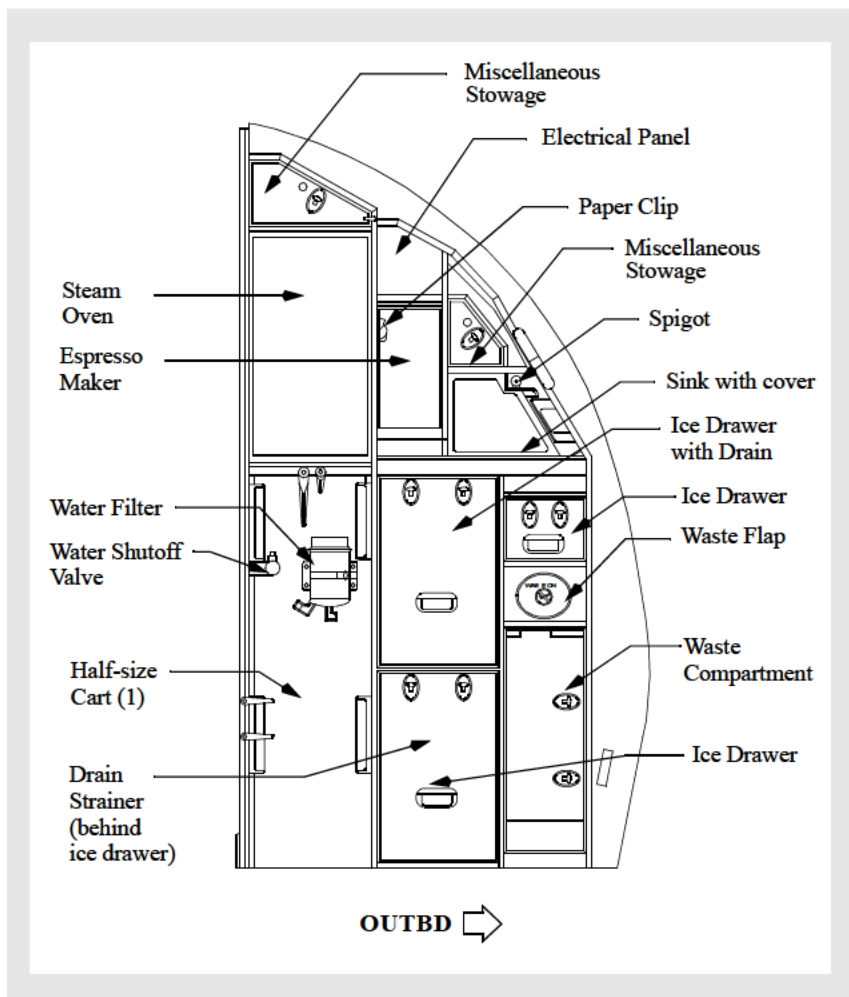 Miscellaneous
Stowage
Electrical Panel
Paper Clip
Miscellaneous
Stowage
Steam
Oven
Spigot
Espresso
Maker
Sink with cover
Ice Drawer
with Drain
Ice Drawer
Water Filter
Waste Flap
Water Shutoff
Valve
Waste
Compartment
Half-size
Cart (1)
Ice Drawer
Drain
Strainer
(behind
ice drawer)
OUTBD